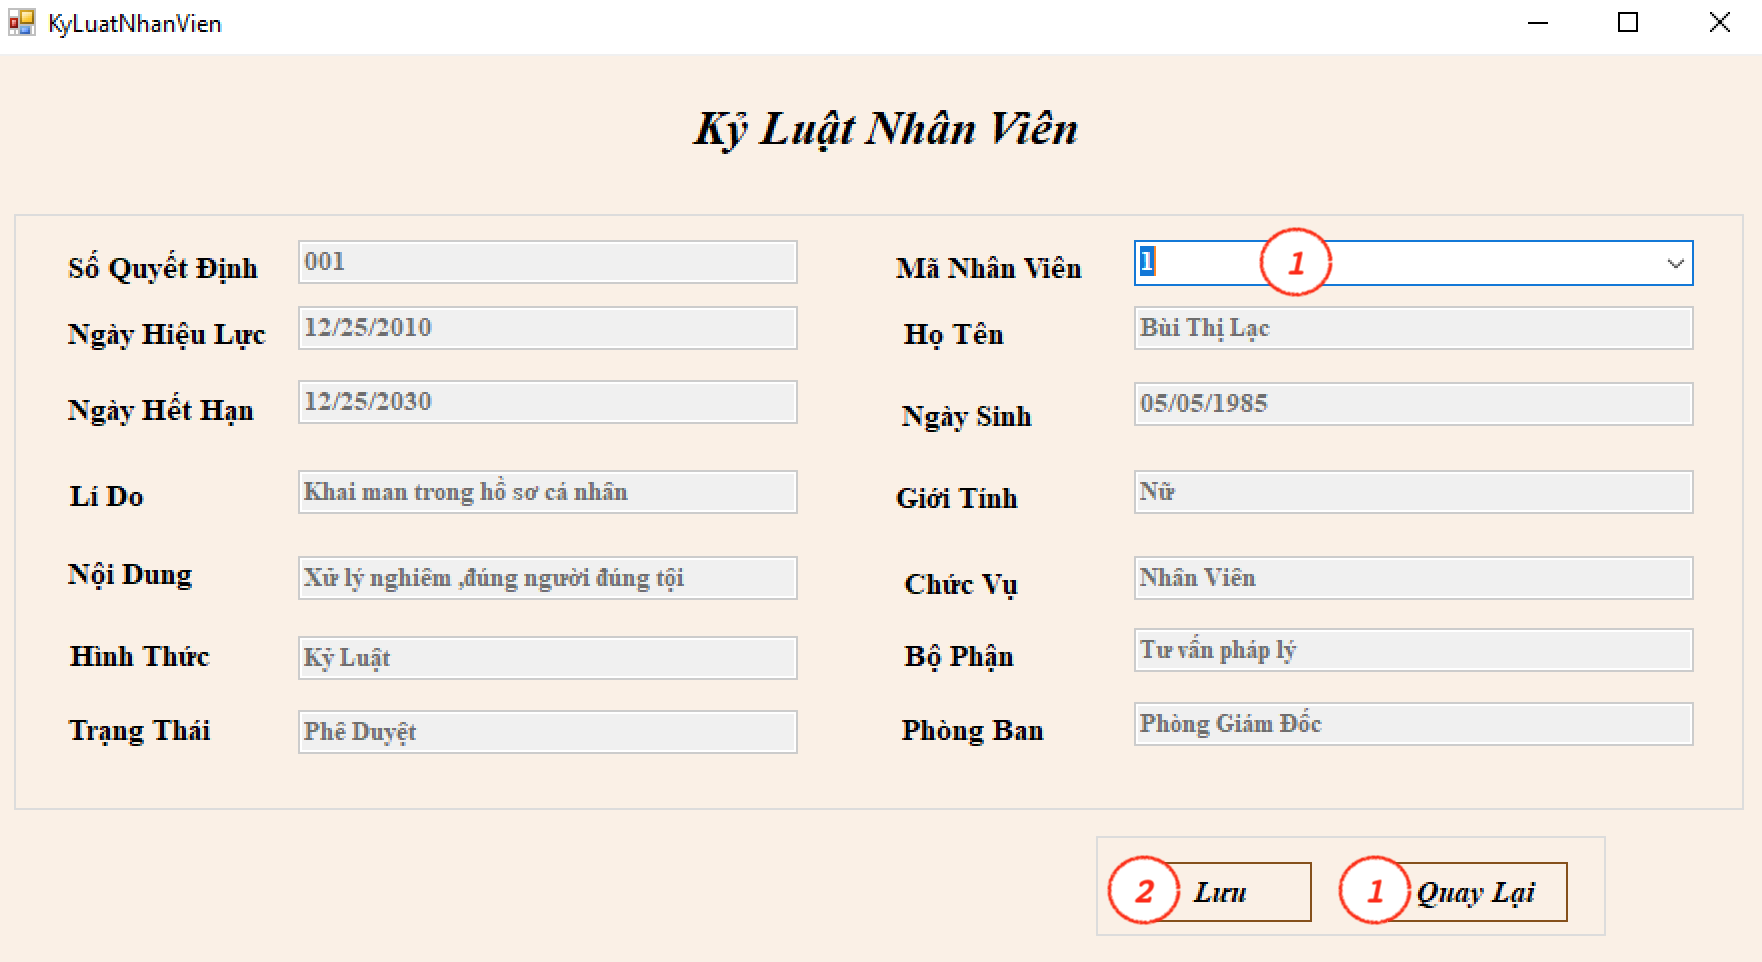 KyLuatNhanVien
Kỷ Luật Nhân Viên
Số Quyết Định 001
Mã Nhân Viên 1 1
Ngày Hiệu Lực 12/25/2010
Họ Tên Bùi Thị Lạc
Ngày Hết Hạn 12/25/2030
Ngày Sinh 05/05/1985
Lí Do Khai man trong hồ sơ cá nhân
Giới Tính Nữ
Nội Dung Xử lý nghiêm ,đúng người đúng tội
Chức Vụ Nhân Viên
Hình Thức Kỷ Luật
Bộ Phận Tư vấn pháp lý
Trạng Thái Phê Duyệt
Phòng Ban Phòng Giám Đốc
2 Lưu
1 Quay Lại